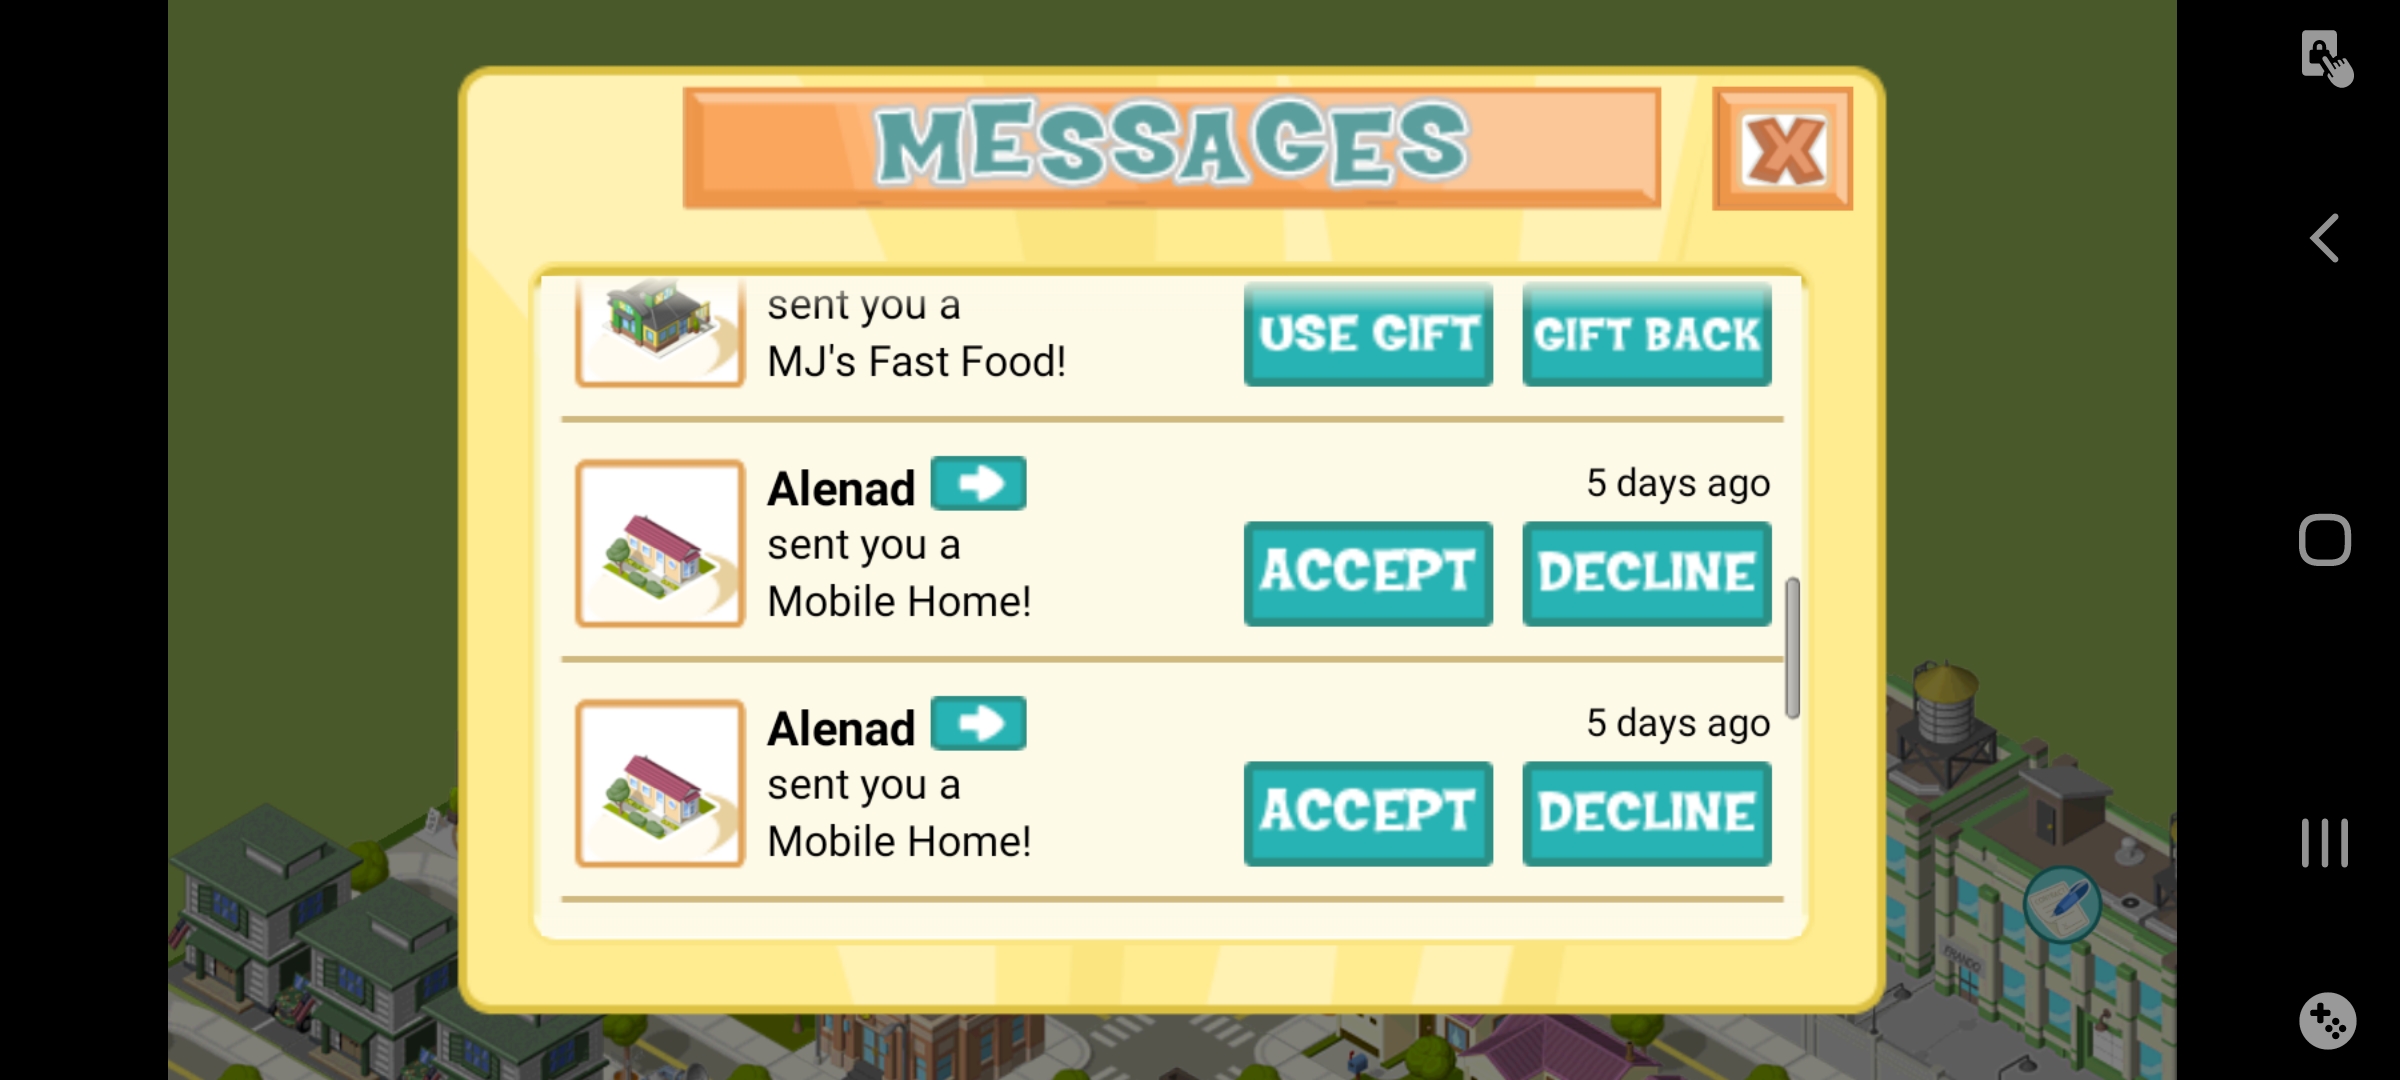 MESSAGES
X
sent you a
MJ's Fast Food!
USE GIFT
GIFT BACK
Alenad
5 days ago
sent you a
Mobile Home!
ACCEPT
DECLINE
Alenad
5 days ago
sent you a
Mobile Home!
ACCEPT
DECLINE